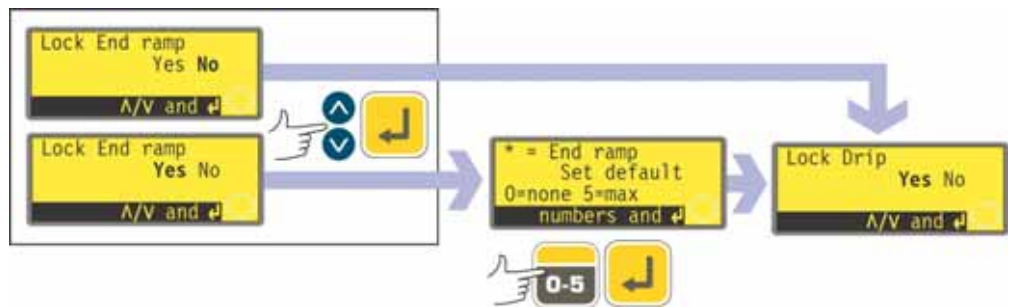 Lock End ramp
Yes No
∧/∨ and ↵
Lock End ramp
Yes No
∧/∨ and ↵
* = End ramp
Set default
0=none 5=max
numbers and ↵
0-5
Lock Drip
Yes No
∧/∨ and ↵